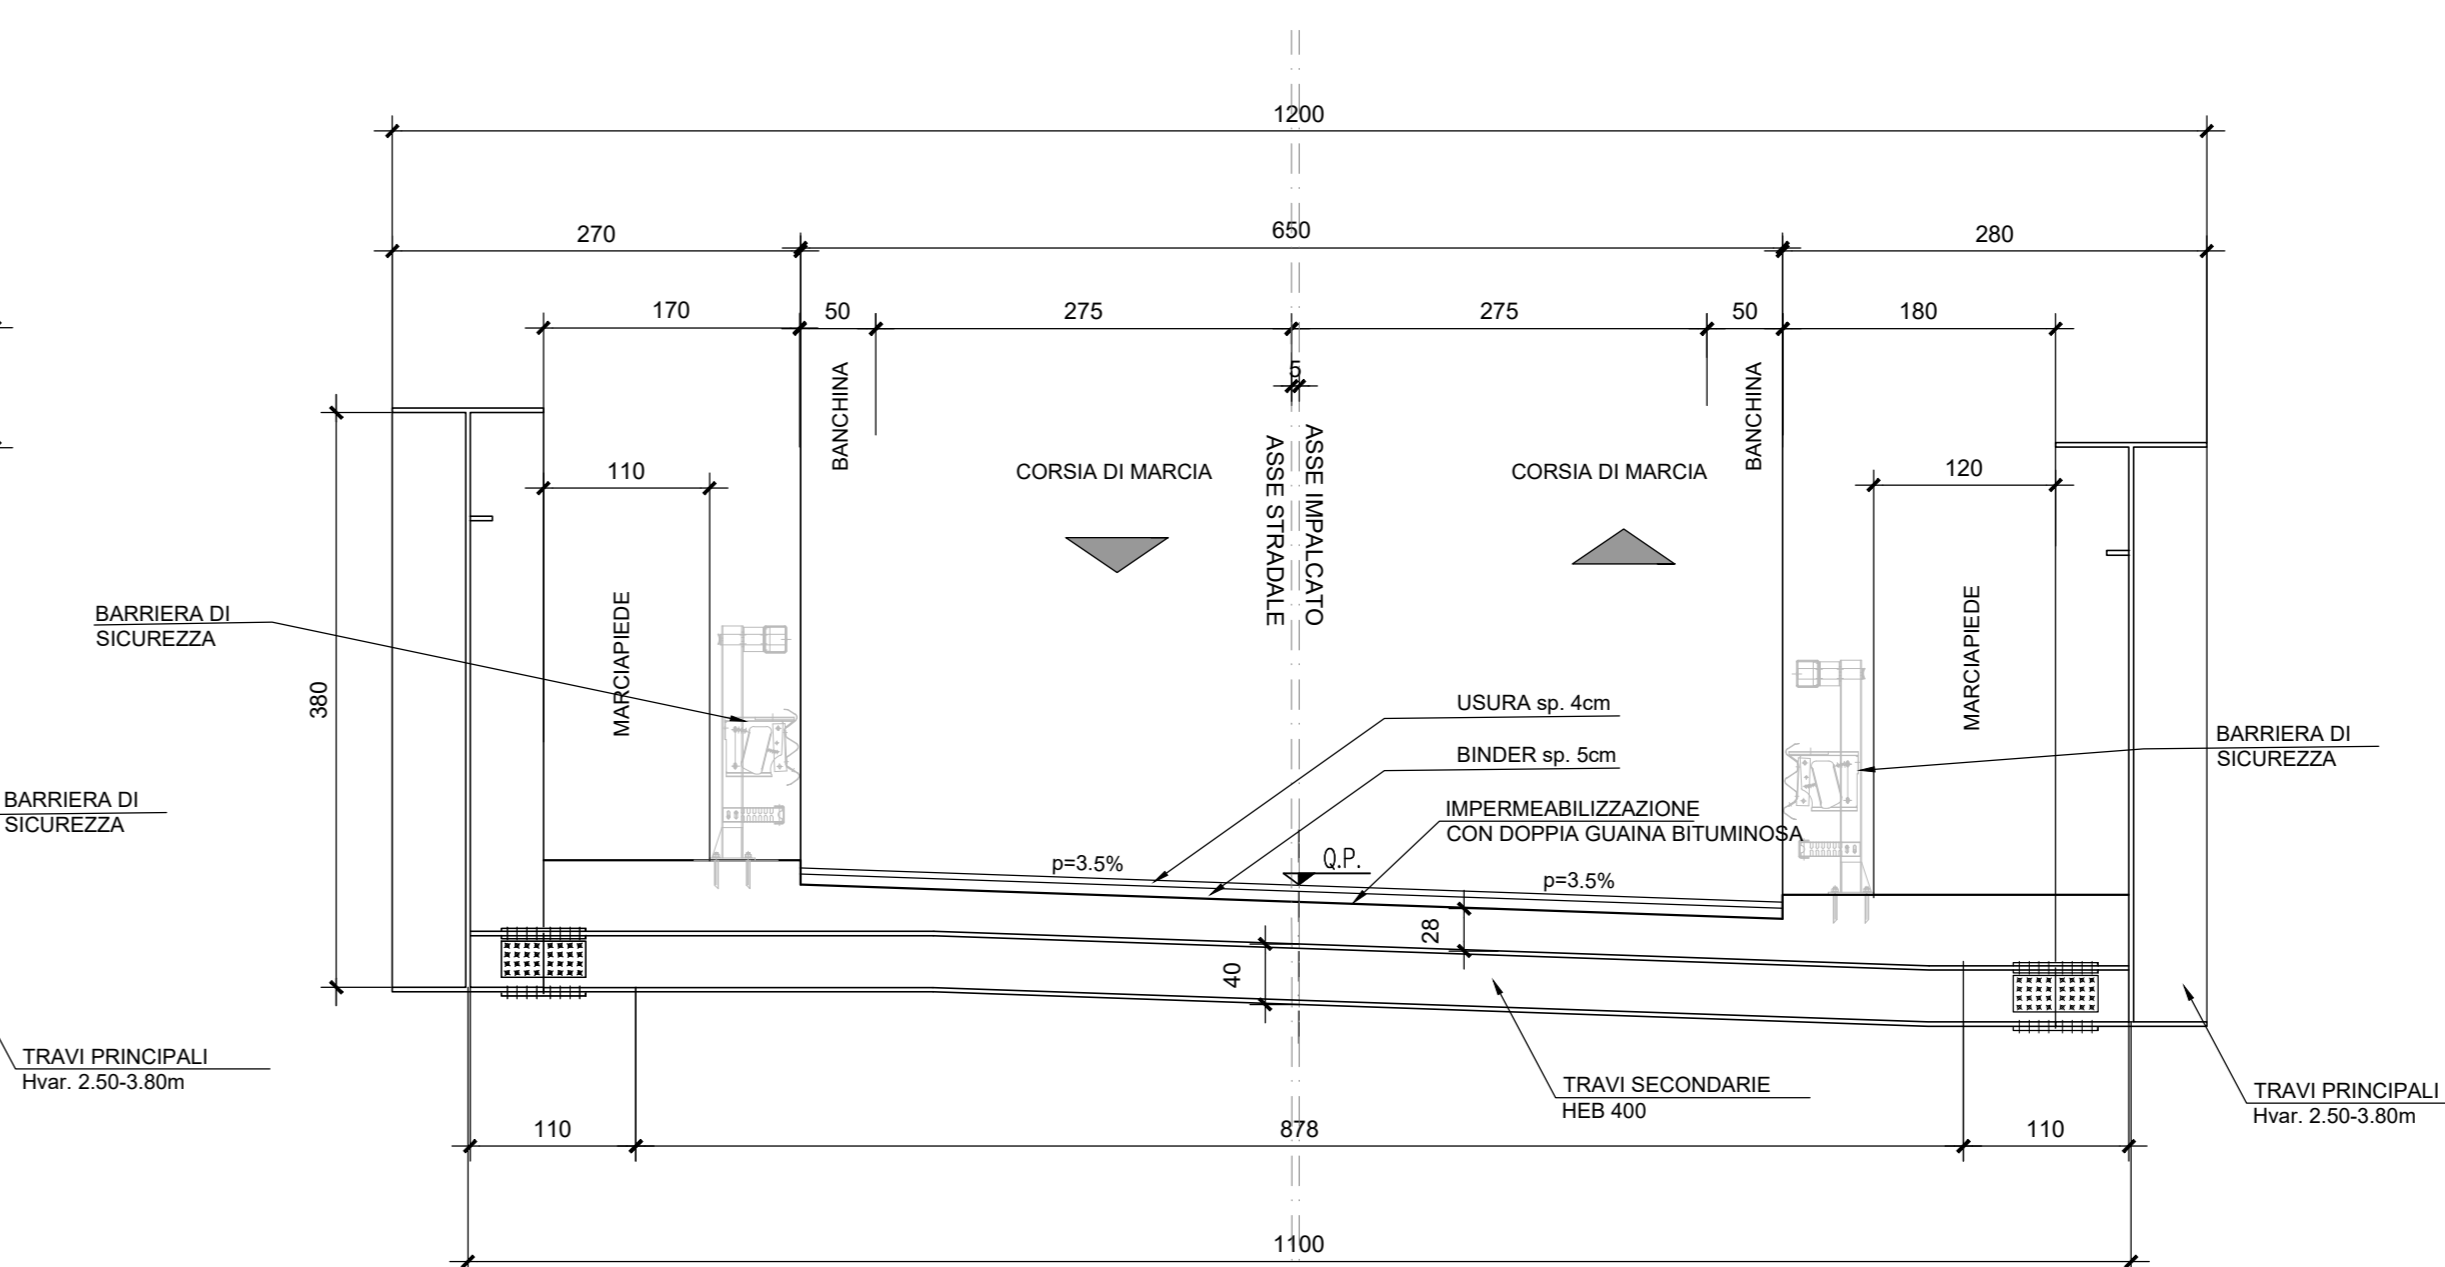 1200
270
650
280
170
50
275
275
50
180
5
BANCHINA
BANCHINA
ASSE STRADALE
ASSE IMPALCATO
CORSIA DI MARCIA
CORSIA DI MARCIA
110
120
MARCIAPIEDE
MARCIAPIEDE
380
BARRIERA DI
SICUREZZA
USURA sp. 4cm
BARRIERA DI
SICUREZZA
BINDER sp. 5cm
BARRIERA DI
SICUREZZA
IMPERMEABILIZZAZIONE
CON DOPPIA GUAINA BITUMINOSA
p=3.5%
Q.P.
p=3.5%
28
40
TRAVI PRINCIPALI
Hvar. 2.50-3.80m
TRAVI SECONDARIE
HEB 400
TRAVI PRINCIPALI
Hvar. 2.50-3.80m
110
878
110
1100